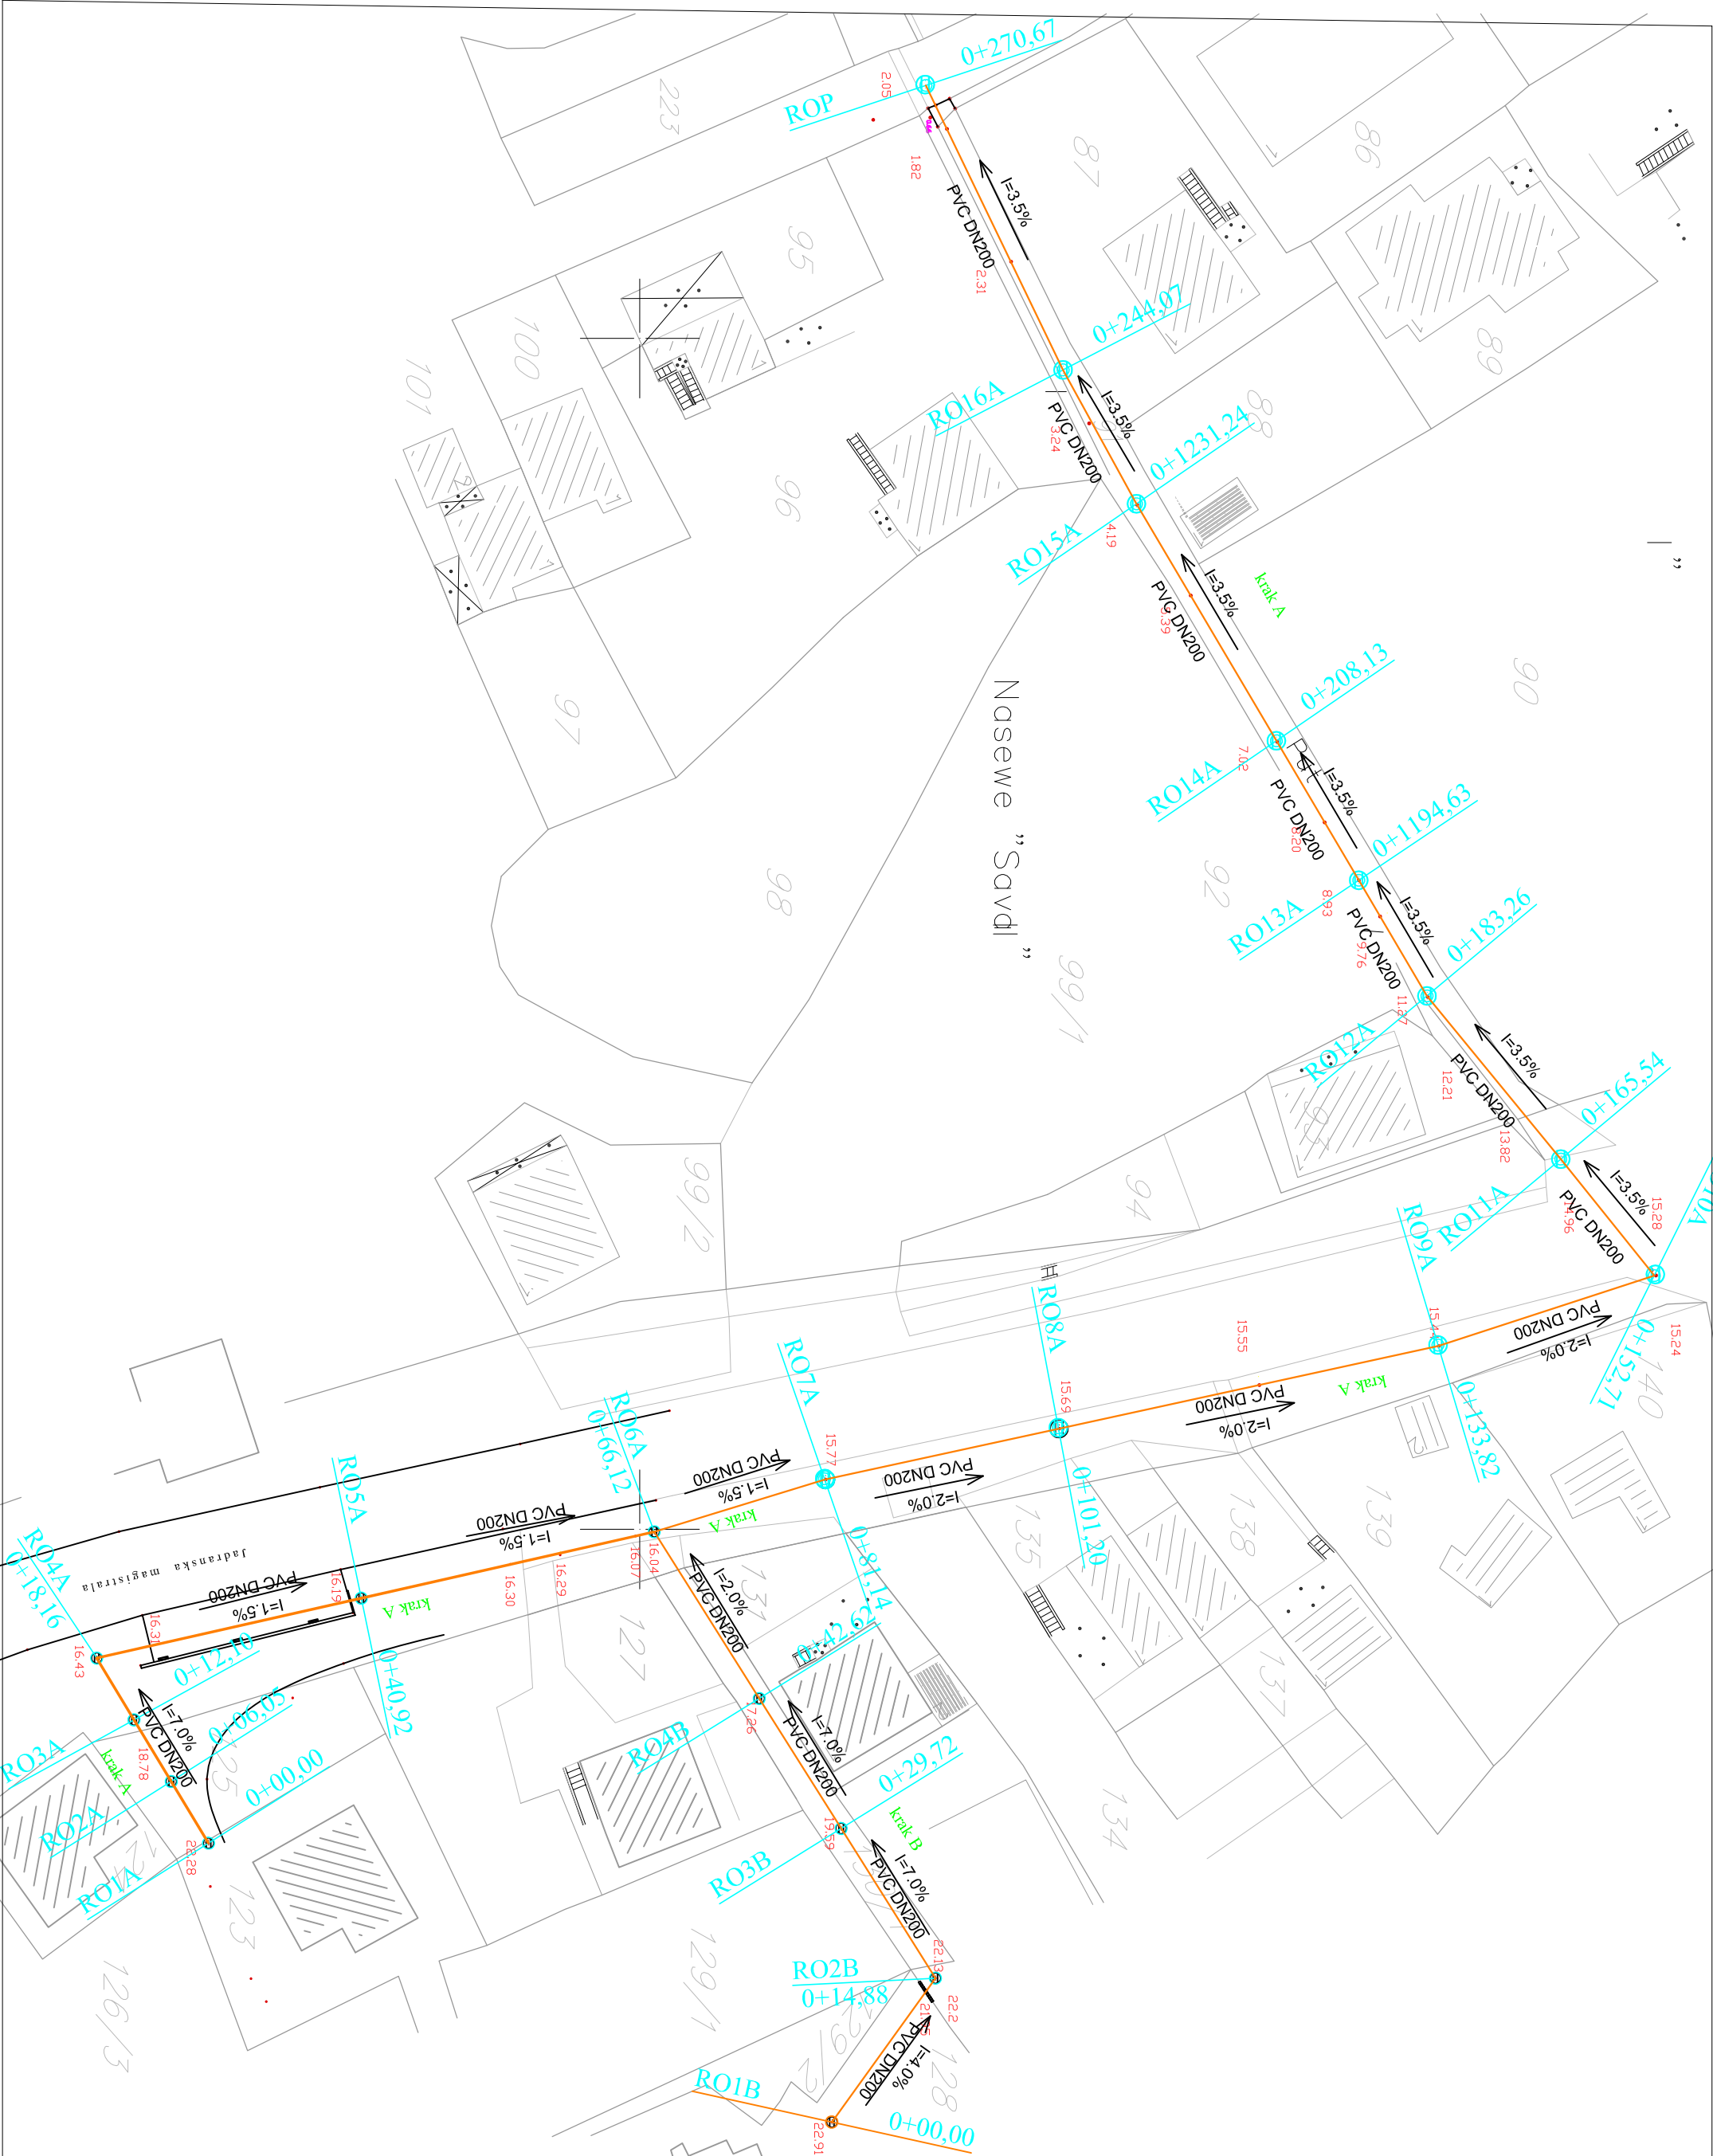 0+270,67
ROP
2.05
1.82
223
87
86
I=3.5%
PVC DN200
2.31
95
0+244,07
RO16A
89
88
100
101
I=3.5%
PVC DN200
3.24
0+1231,24
RO15A
4.19
96
2
I=3.5%
PVC DN200
krak A
90
97
0+208,13
RO14A
7.02
Put
I=3.5%
PVC DN200
8.20
Nasewe "Savdl"
0+1194,63
RO13A
8.93
92
98
I=3.5%
PVC DN200
9.76
0+183,26
RO12A
11.27
99/1
I=3.5%
PVC DN200
12.21
13.82
93
0+165,54
RO11A
14.96
I=3.5%
PVC DN200
15.28
94
99/2
RO9A
0+133,82
15.24
0+152,71
140
PVC DN200
I=2.0%
RO8A
15.69
0+101,20
15.55
krak A
PVC DN200
I=2.0%
RO7A
15.77
0+81,14
PVC DN200
I=2.0%
139
138
135
137
134
RO6A
0+66,12
16.04
16.07
PVC DN200
I=1.5%
krak A
RO5A
16.19
0+40,92
PVC DN200
I=1.5%
16.29
16.30
krak A
Jadranska magistrala
PVC DN200
I=1.5%
RO4A
0+18,16
16.31
16.43
0+12,10
RO3A
I=7.0%
PVC DN200
18.78
krak A
0+06,05
RO2A
0+00,00
RO1A
22.28
123
126/3
127
131
I=2.0%
PVC DN200
0+42,62
RO4B
17.26
I=7.0%
PVC DN200
0+29,72
RO3B
19.59
krak B
I=7.0%
PVC DN200
22.13
RO2B
0+14,88
22.2
129/1
129/2
128
PVC DN200
I=4.0%
RO1B
0+00,00
22.91